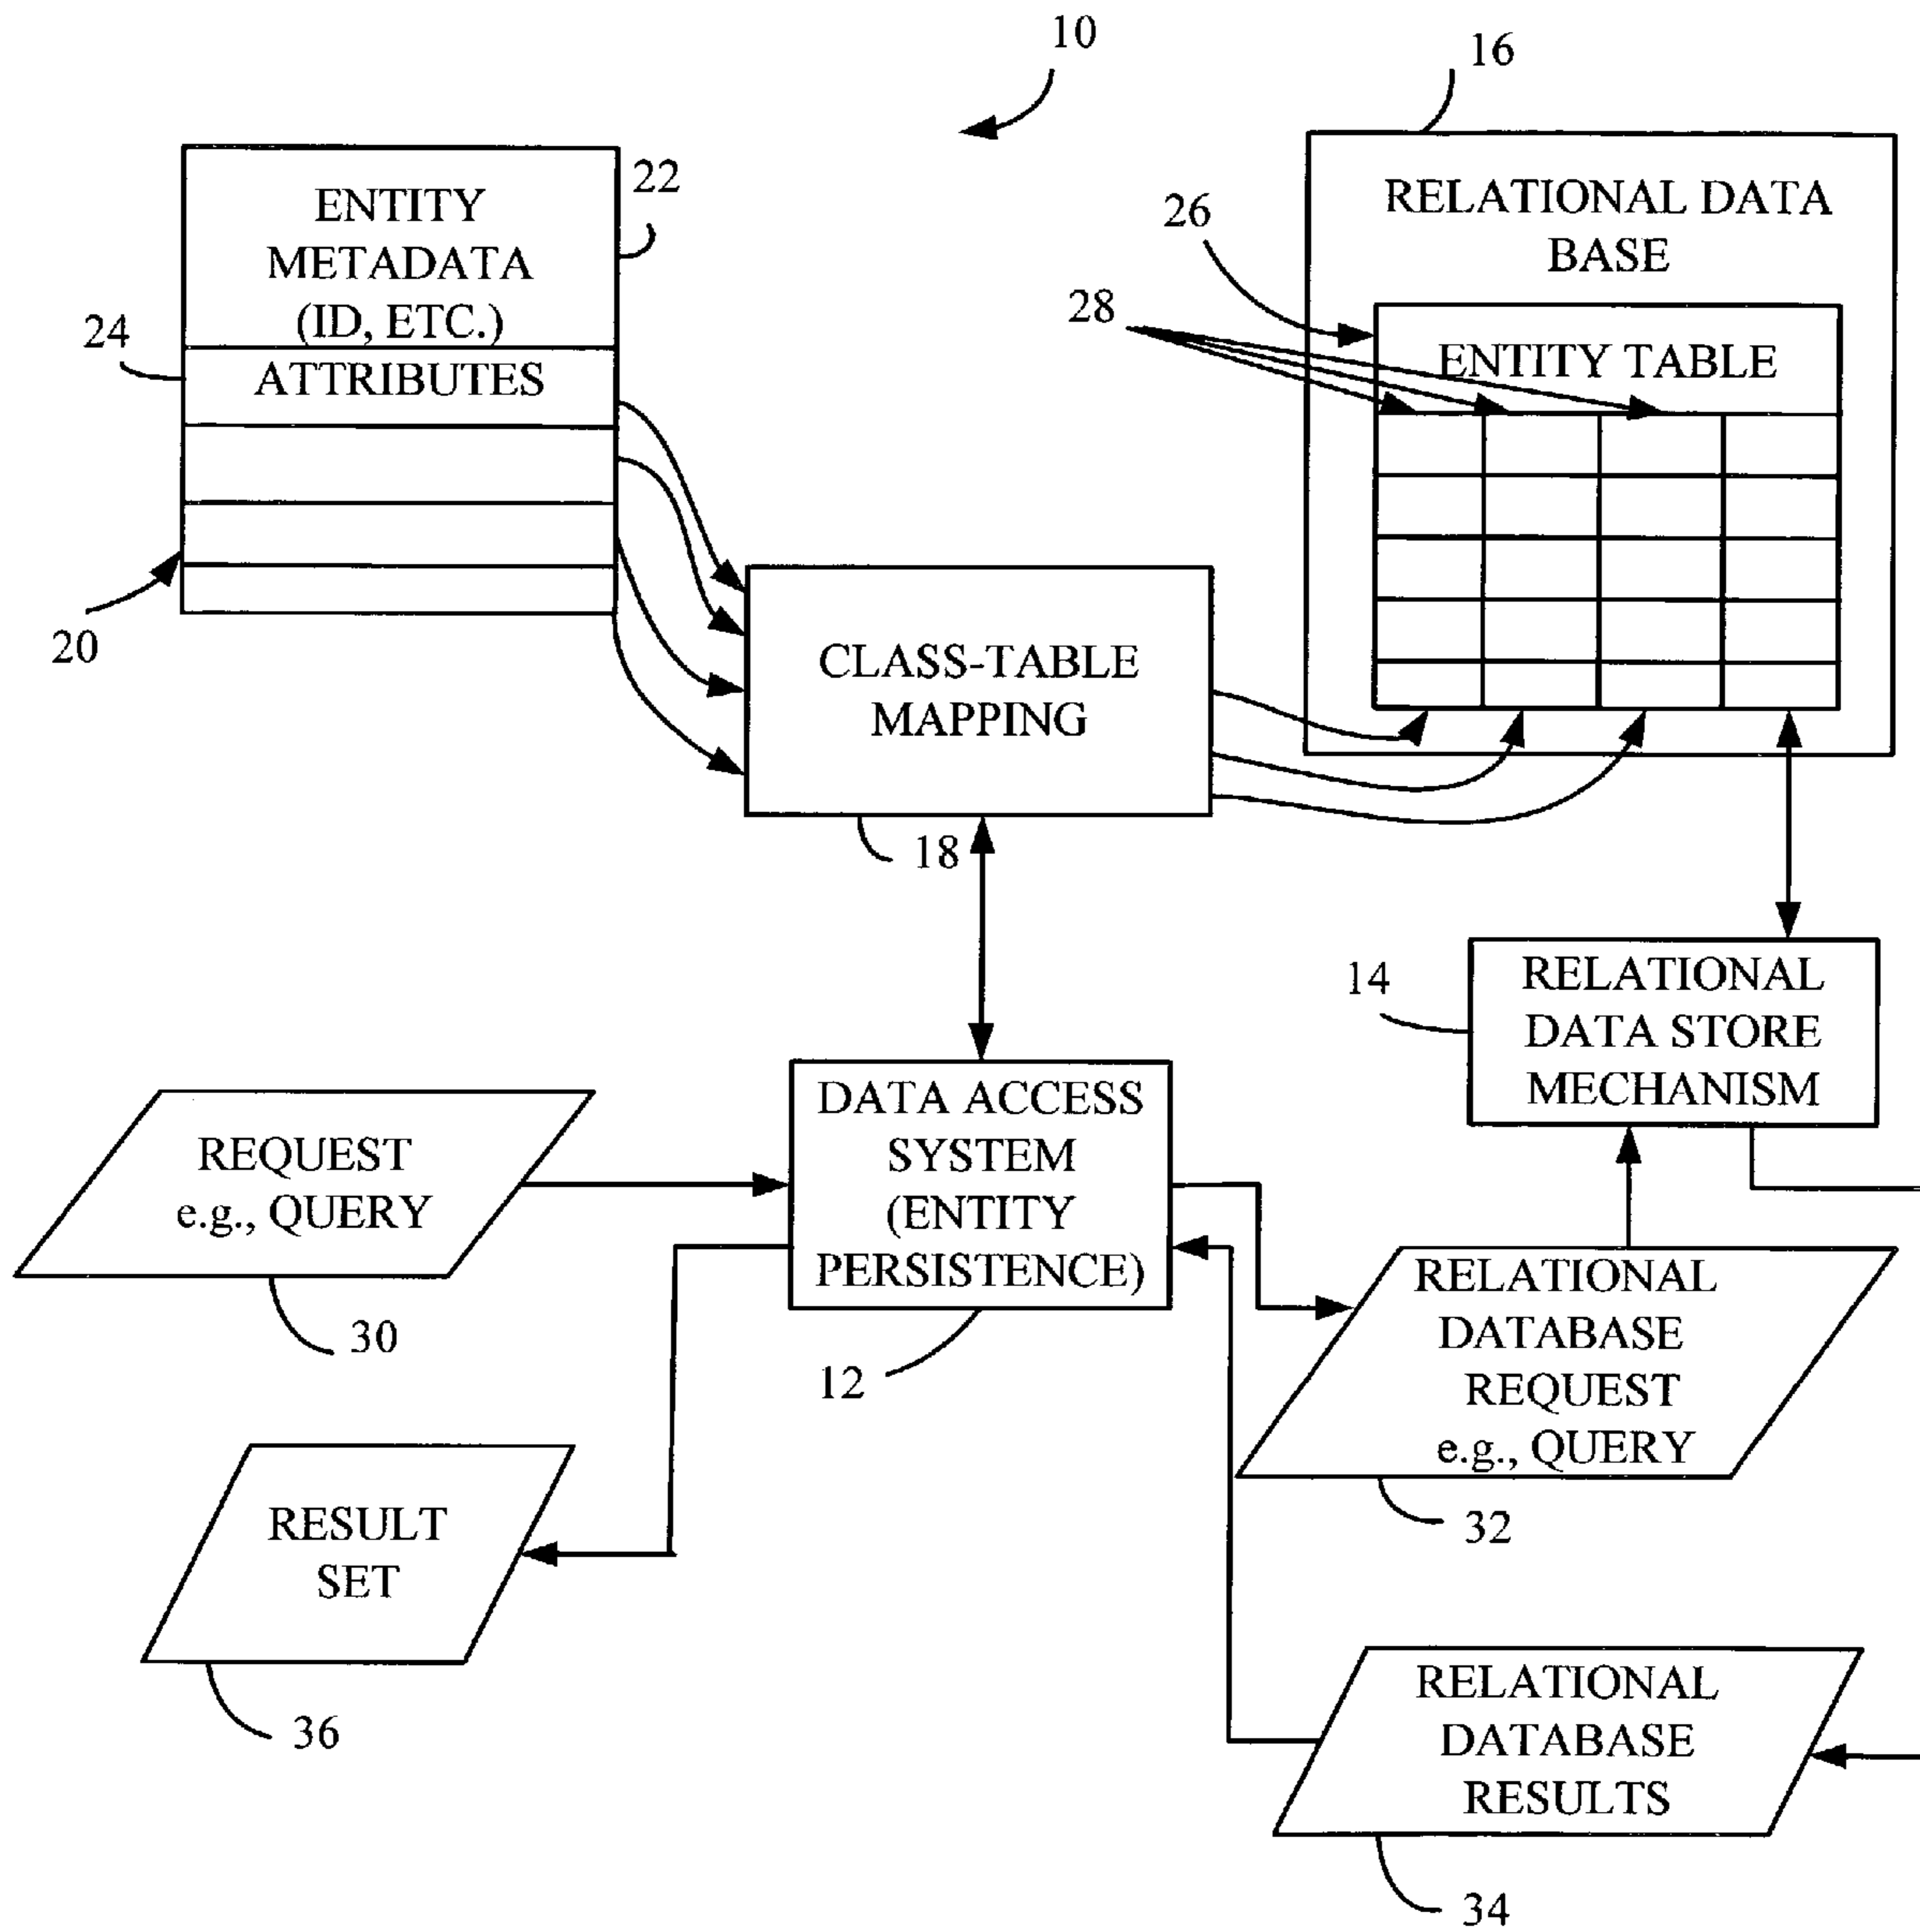 10
16
ENTITY
METADATA
(ID, ETC.)
22
24
ATTRIBUTES
20
RELATIONAL DATA
BASE
26
28
ENTITY TABLE
CLASS-TABLE
MAPPING
18
14
RELATIONAL
DATA STORE
MECHANISM
DATA ACCESS
SYSTEM
(ENTITY
PERSISTENCE)
12
REQUEST
e.g., QUERY
30
RELATIONAL
DATABASE
REQUEST
e.g., QUERY
32
RESULT
SET
36
RELATIONAL
DATABASE
RESULTS
34